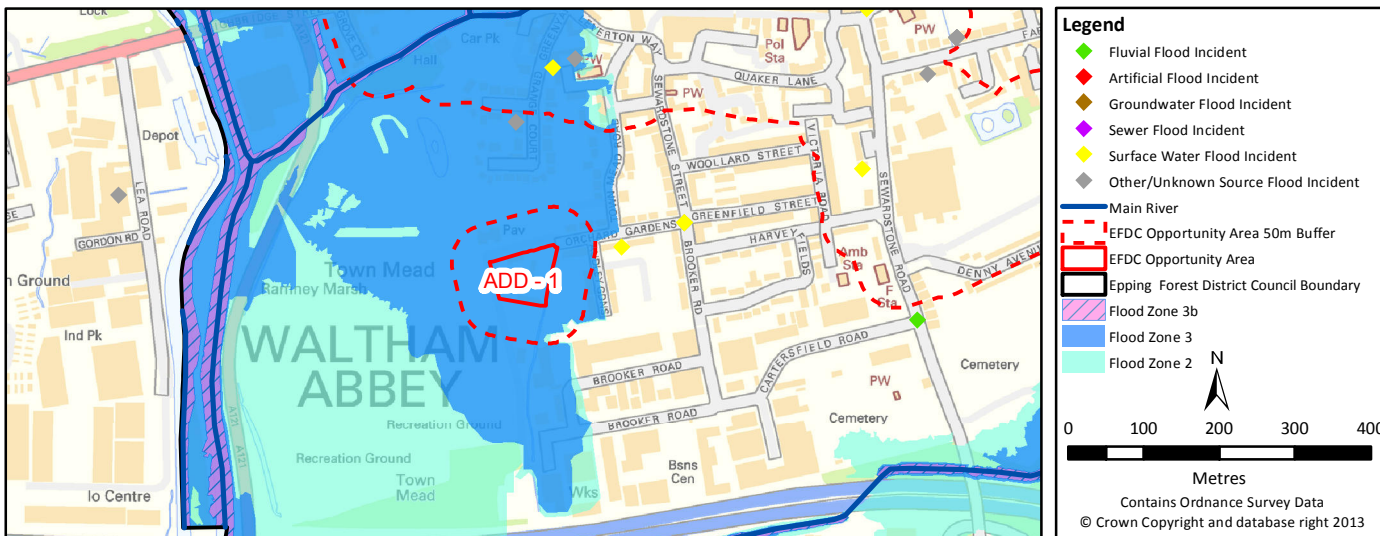 Lock
Car Pk
Hall
Depot
LEA ROAD
GORDON RD
Ind Pk
Io Centre
Town Mead
Rammey Marsh
WALTHAM
ABBEY
Recreation Ground
Recreation Ground
Town
Mead
A121
A121
Pav
ADD - 1
ORCHARD GARDENS
Wks
Bsns
Cen
PW
SEWARDSTONE STREET
QUAKER LANE
Pol
Sta
PW
PW
WOOLLARD STREET
GREENFIELD STREET
HARVEY
FIELDS
VICTORIA ROAD
BROOKER RD
BROOKER ROAD
BROOKER ROAD
CARTERSFIELD ROAD
SEWARDSTONE ROAD
Amb
Sta
F
Sta
DENNY AVENUE
PW
Cemetery
Cemetery
Legend
Fluvial Flood Incident
Artificial Flood Incident
Groundwater Flood Incident
Sewer Flood Incident
Surface Water Flood Incident
Other/Unknown Source Flood Incident
Main River
EFDC Opportunity Area 50m Buffer
EFDC Opportunity Area
Epping Forest District Council Boundary
Flood Zone 3b
Flood Zone 3
Flood Zone 2
N
0 100 200 300 400
Metres
Contains Ordnance Survey Data
© Crown Copyright and database right 2013